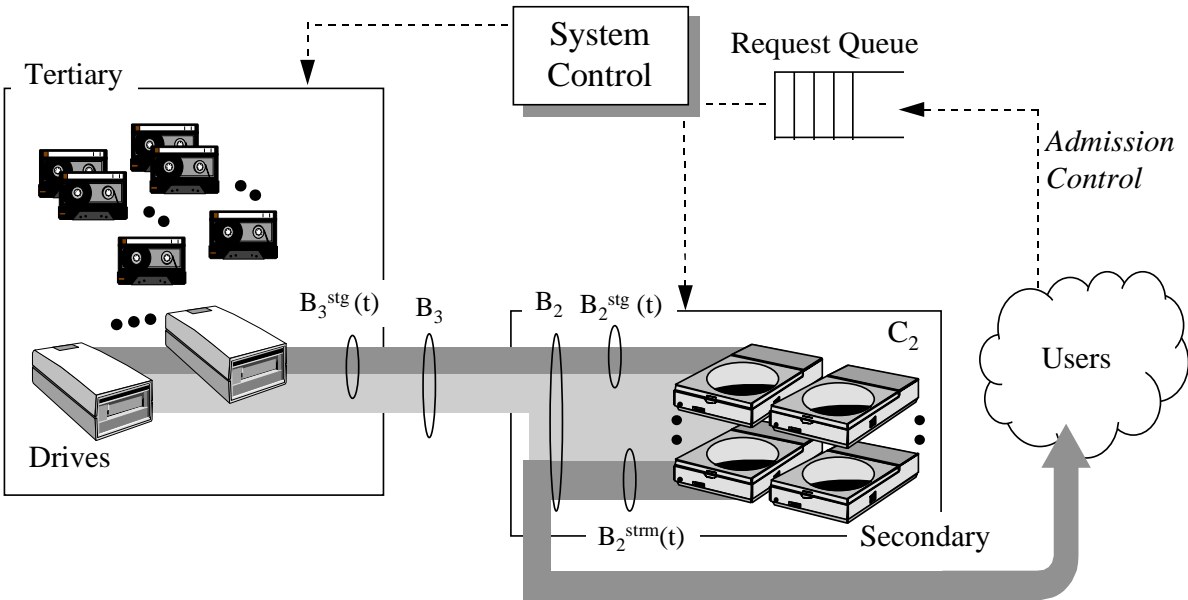 System
Control
Request Queue
Tertiary
Admission
Control
B₃ˢᵗᵍ (t)
B₃
B₂
B₂ˢᵗᵍ (t)
C₂
Users
Drives
B₂ˢᵗʳᵐ(t)
Secondary